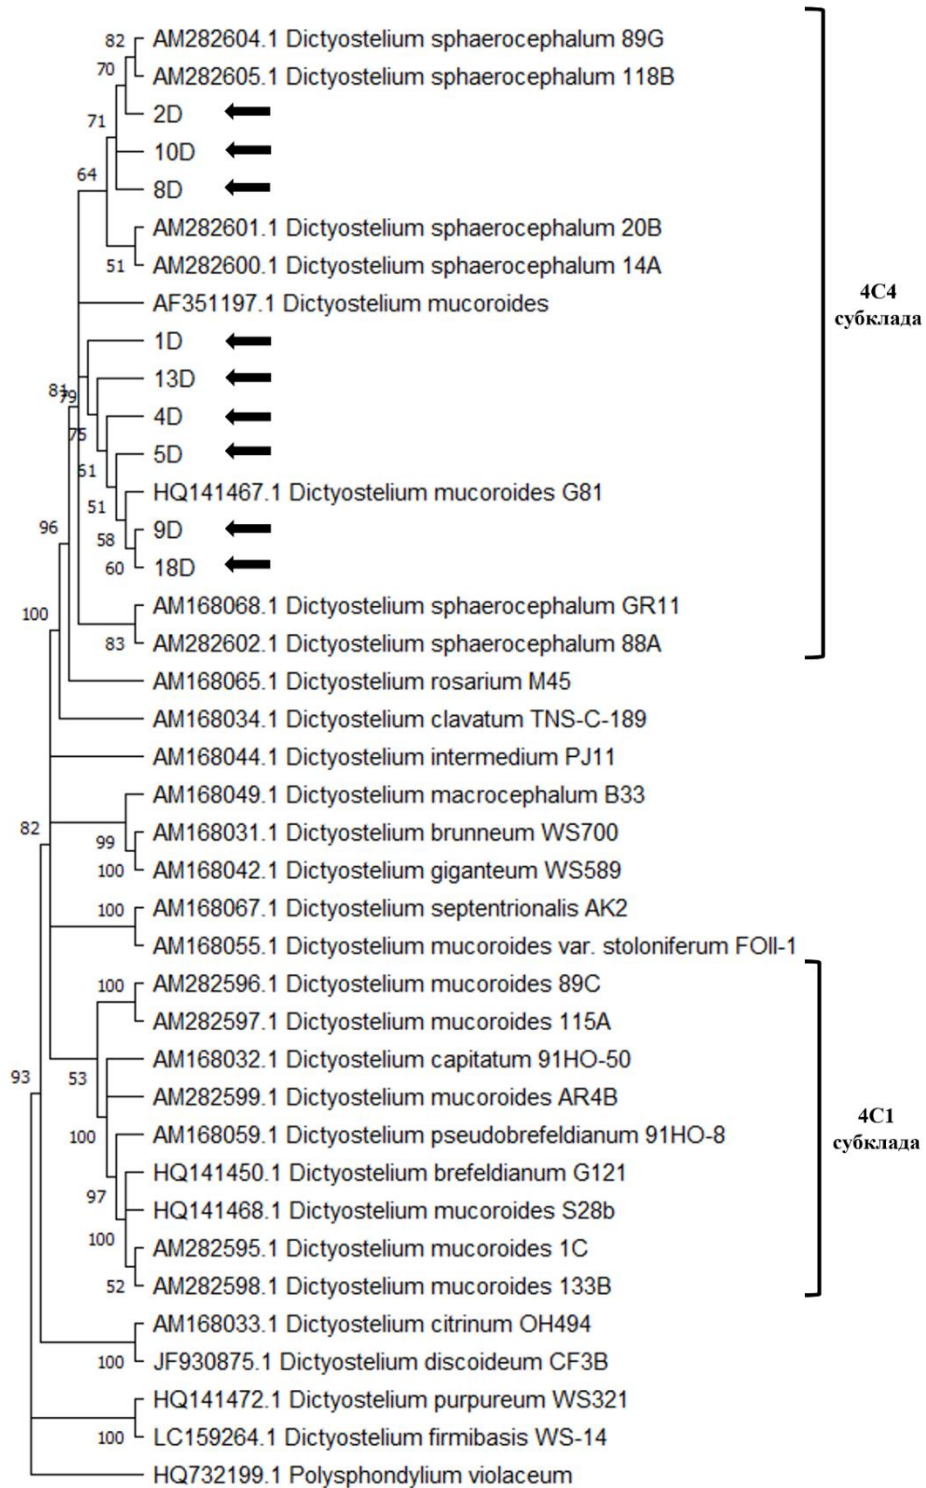 82
AM282604.1 Dictyostelium sphaerocephalum 89G
70
AM282605.1 Dictyostelium sphaerocephalum 118B
71
2D
10D
64
8D
AM282601.1 Dictyostelium sphaerocephalum 20B
51
AM282600.1 Dictyostelium sphaerocephalum 14A
AF351197.1 Dictyostelium mucoroides
4C4
субклада
1D
13D
81
79
4D
75
5D
51
HQ141467.1 Dictyostelium mucoroides G81
51
9D
96
58
18D
60
AM168068.1 Dictyostelium sphaerocephalum GR11
100
AM282602.1 Dictyostelium sphaerocephalum 88A
83
AM168065.1 Dictyostelium rosarium M45
AM168034.1 Dictyostelium clavatum TNS-C-189
AM168044.1 Dictyostelium intermedium PJ11
AM168049.1 Dictyostelium macrocephalum B33
82
AM168031.1 Dictyostelium brunneum WS700
99
AM168042.1 Dictyostelium giganteum WS589
100
AM168067.1 Dictyostelium septentrionalis AK2
100
AM168055.1 Dictyostelium mucoroides var. stoloniferum FOII-1
AM282596.1 Dictyostelium mucoroides 89C
100
AM282597.1 Dictyostelium mucoroides 115A
AM168032.1 Dictyostelium capitatum 91HO-50
93
53
AM282599.1 Dictyostelium mucoroides AR4B
4C1
субклада
100
AM168059.1 Dictyostelium pseudobrefeldianum 91HO-8
HQ141450.1 Dictyostelium brefeldianum G121
97
HQ141468.1 Dictyostelium mucoroides S28b
100
AM282595.1 Dictyostelium mucoroides 1C
52
AM282598.1 Dictyostelium mucoroides 133B
AM168033.1 Dictyostelium citrinum OH494
100
JF930875.1 Dictyostelium discoideum CF3B
HQ141472.1 Dictyostelium purpureum WS321
100
LC159264.1 Dictyostelium firmibasis WS-14
HQ732199.1 Polysphondylium violaceum